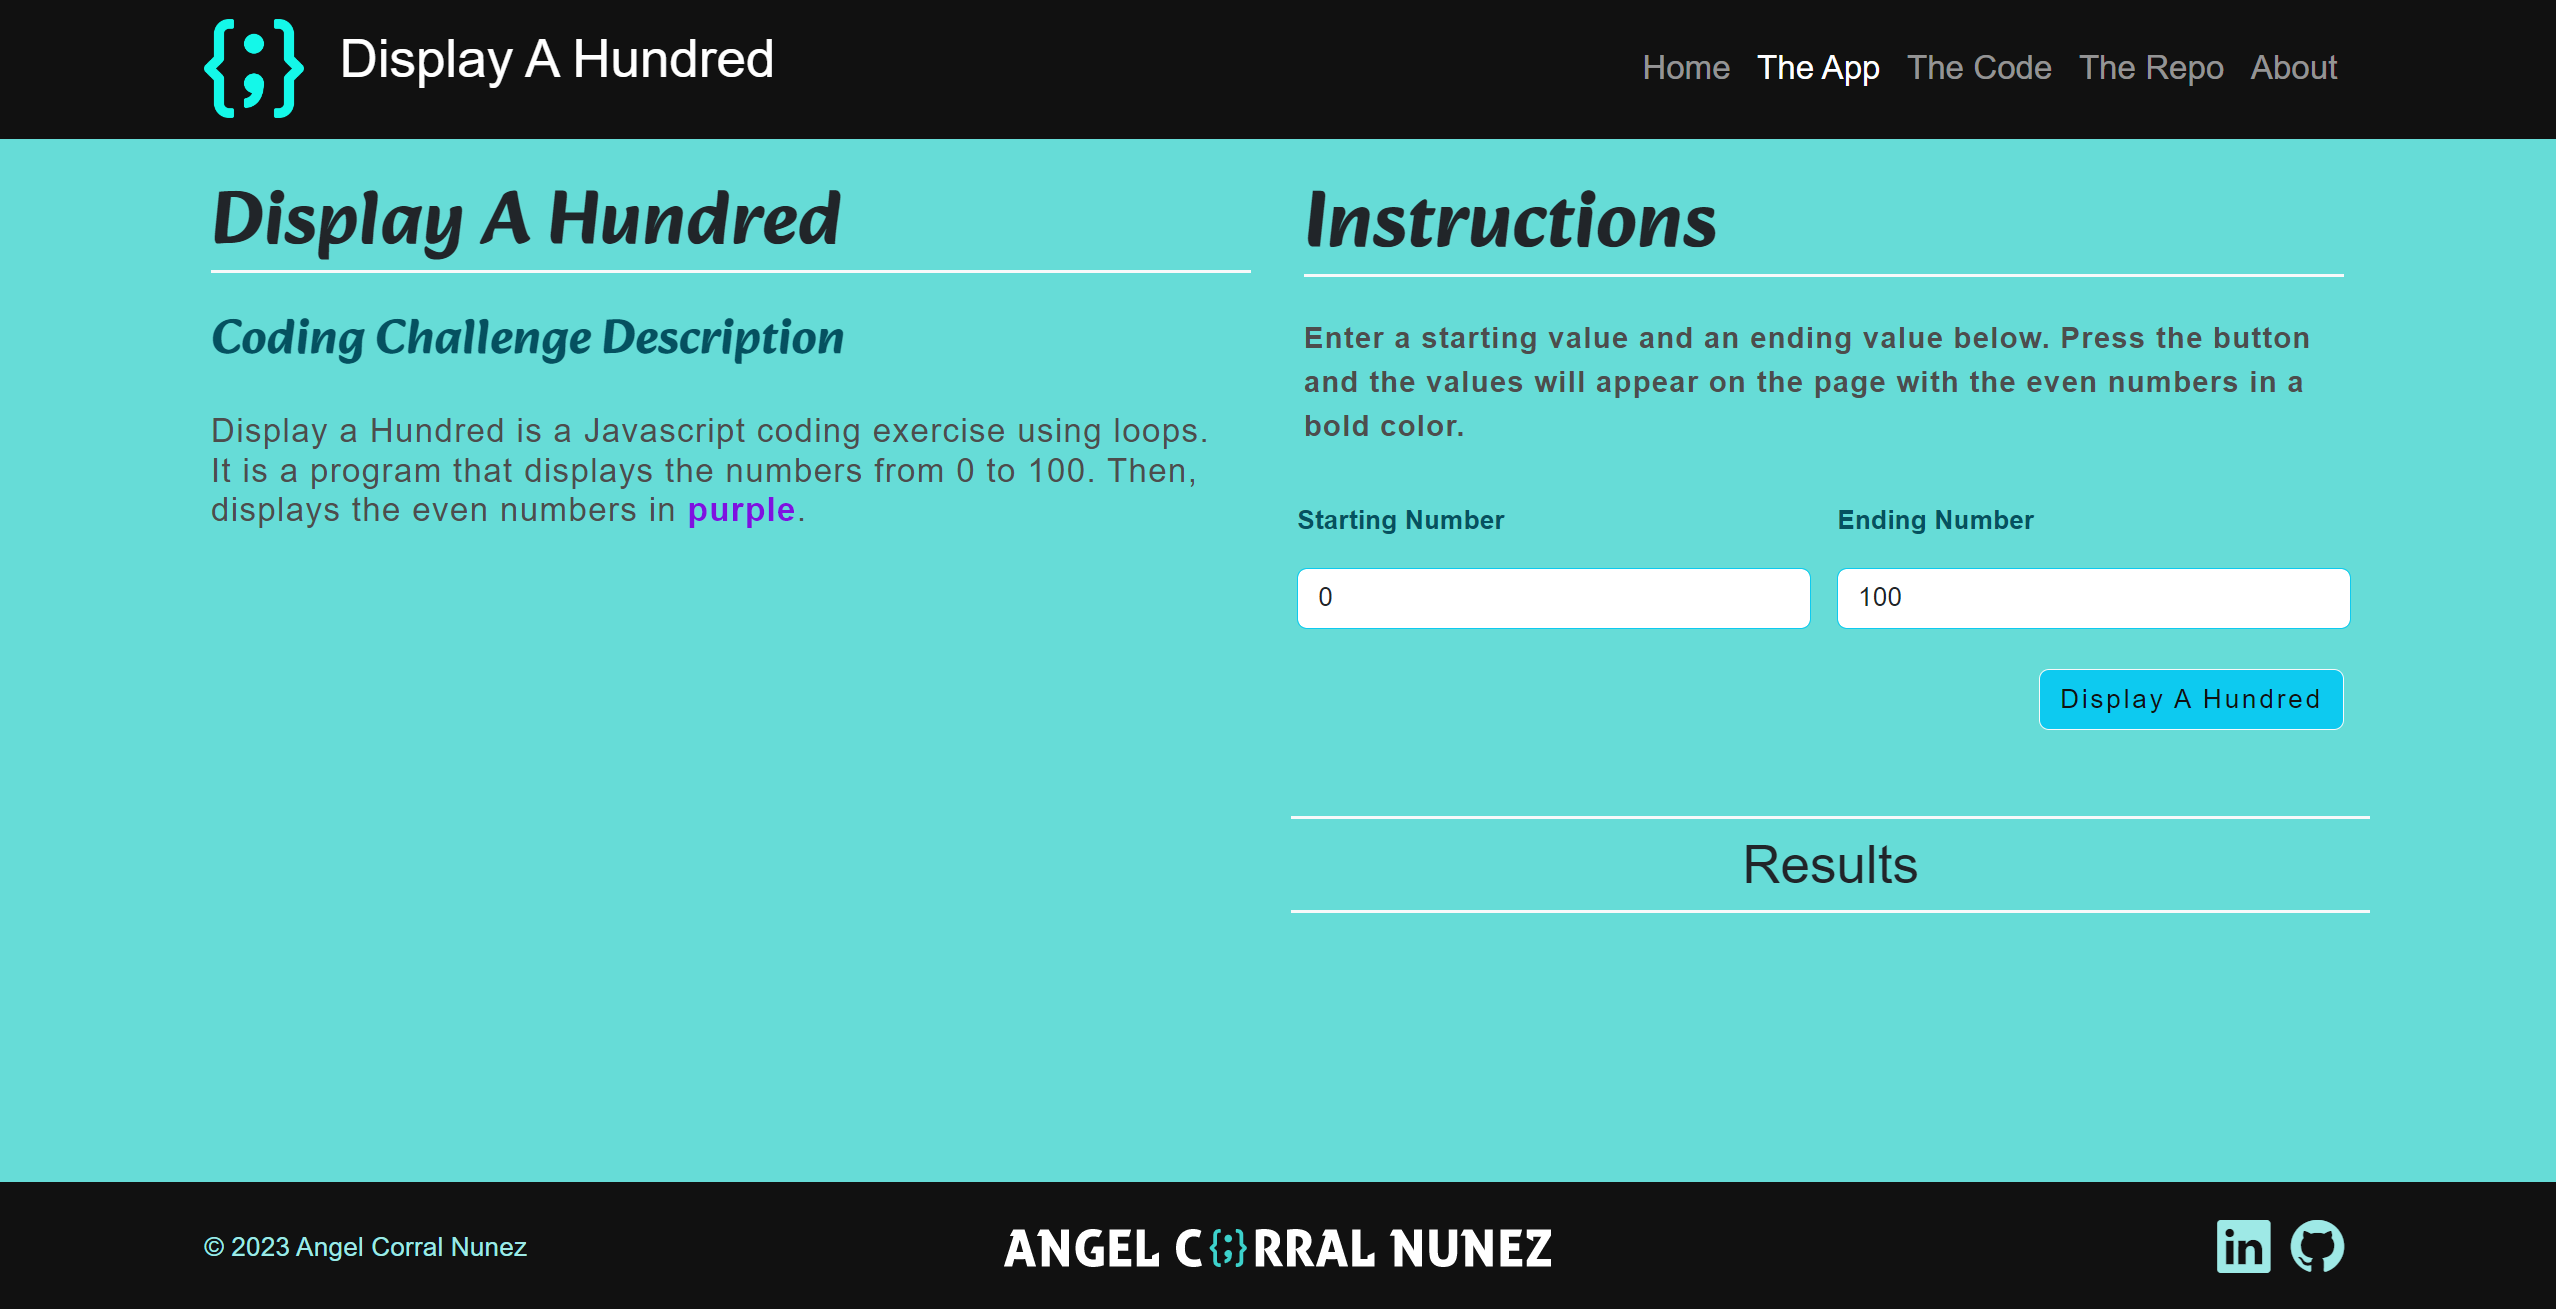 Display A Hundred
Home The App The Code The Repo About
Display A Hundred
Coding Challenge Description
Display a Hundred is a Javascript coding exercise using loops.
It is a program that displays the numbers from 0 to 100. Then,
displays the even numbers in purple.
Instructions
Enter a starting value and an ending value below. Press the button
and the values will appear on the page with the even numbers in a
bold color.
Starting Number Ending Number
0 100
Display A Hundred
Results
© 2023 Angel Corral Nunez
ANGEL C{;}RRAL NUNEZ
in